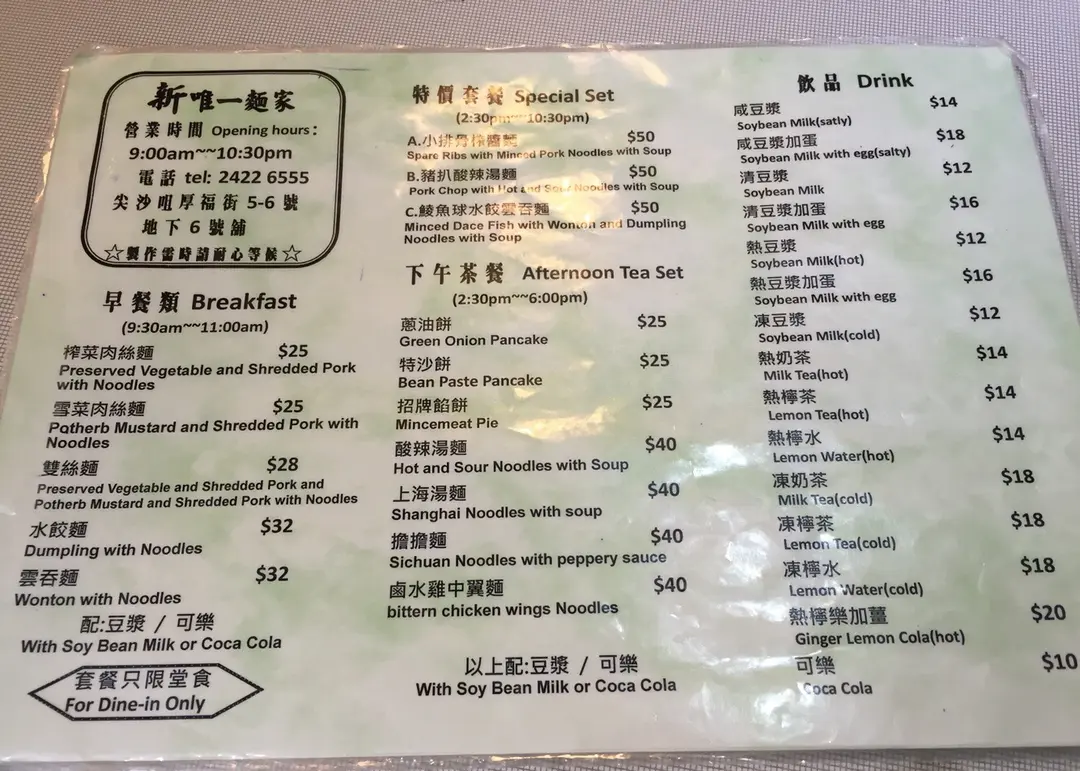 新唯一麵家
營業時間 Opening hours:
9:00am~~10:30pm
電話 tel: 2422 6555
尖沙咀厚福街 5-6 號
地下 6 號舖
☆製作需時請耐心等候☆
早餐類 Breakfast
(9:30am~~11:00am)
榨菜肉絲麵 $25
Preserved Vegetable and Shredded Pork
with Noodles
雪菜肉絲麵 $25
Potherb Mustard and Shredded Pork with
Noodles
雙絲麵 $28
Preserved Vegetable and Shredded Pork and
Potherb Mustard and Shredded Pork with Noodles
水餃麵 $32
Dumpling with Noodles
雲吞麵 $32
Wonton with Noodles
配:豆漿 / 可樂
With Soy Bean Milk or Coca Cola
套餐只限堂食
For Dine-in Only
特價套餐 Special Set
(2:30pm~~10:30pm)
A.小排骨榨醬麵 $50
Spare Ribs with Minced Pork Noodles with Soup
B.豬扒酸辣湯麵 $50
Pork Chop with Hot and Sour Noodles with Soup
C.鯪魚球水餃雲吞麵 $50
Minced Dace Fish with Wonton and Dumpling
Noodles with Soup
下午茶餐 Afternoon Tea Set
(2:30pm~~6:00pm)
蔥油餅 $25
Green Onion Pancake
特沙餅 $25
Bean Paste Pancake
招牌餡餅 $25
Mincemeat Pie
酸辣湯麵 $40
Hot and Sour Noodles with Soup
上海湯麵 $40
Shanghai Noodles with soup
擔擔麵 $40
Sichuan Noodles with peppery sauce
鹵水雞中翼麵 $40
bittern chicken wings Noodles
以上配:豆漿 / 可樂
With Soy Bean Milk or Coca Cola
飲品 Drink
咸豆漿 $14
Soybean Milk(satly)
咸豆漿加蛋 $18
Soybean Milk with egg(salty)
清豆漿 $12
Soybean Milk
清豆漿加蛋 $16
Soybean Milk with egg
熱豆漿 $12
Soybean Milk(hot)
熱豆漿加蛋 $16
Soybean Milk with egg
凍豆漿 $12
Soybean Milk(cold)
熱奶茶 $14
Milk Tea(hot)
熱檸茶 $14
Lemon Tea(hot)
熱檸水 $14
Lemon Water(hot)
凍奶茶 $18
Milk Tea(cold)
凍檸茶 $18
Lemon Tea(cold)
凍檸水 $18
Lemon Water(cold)
熱檸樂加薑 $20
Ginger Lemon Cola(hot)
可樂 $10
Coca Cola